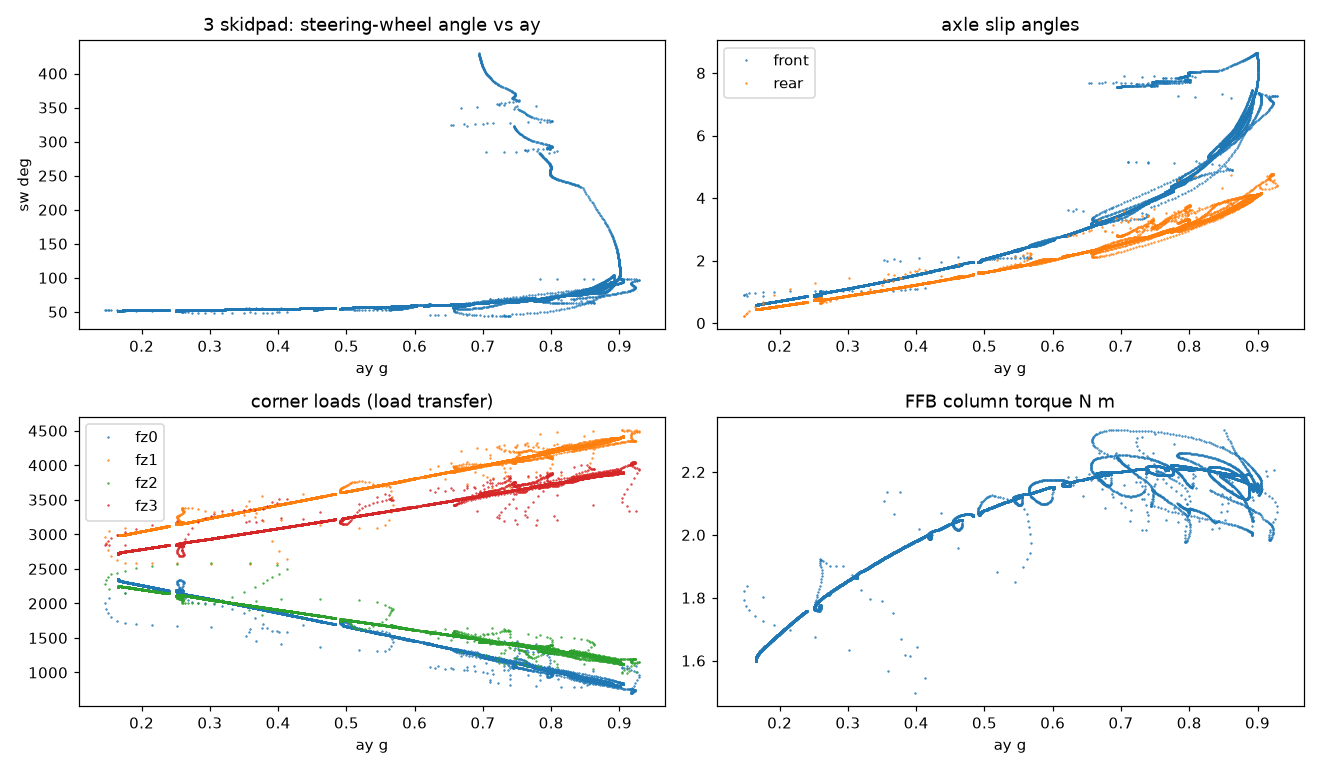 3 skidpad: steering-wheel angle vs ay
sw deg
400
350
300
250
200
150
100
50
0.2 0.3 0.4 0.5 0.6 0.7 0.8 0.9
ay g
axle slip angles
front
rear
8
6
4
2
0
0.2 0.3 0.4 0.5 0.6 0.7 0.8 0.9
ay g
corner loads (load transfer)
fz0
fz1
fz2
fz3
4500
4000
3500
3000
2500
2000
1500
1000
0.2 0.3 0.4 0.5 0.6 0.7 0.8 0.9
ay g
FFB column torque N m
2.2
2.0
1.8
1.6
0.2 0.3 0.4 0.5 0.6 0.7 0.8 0.9
ay g